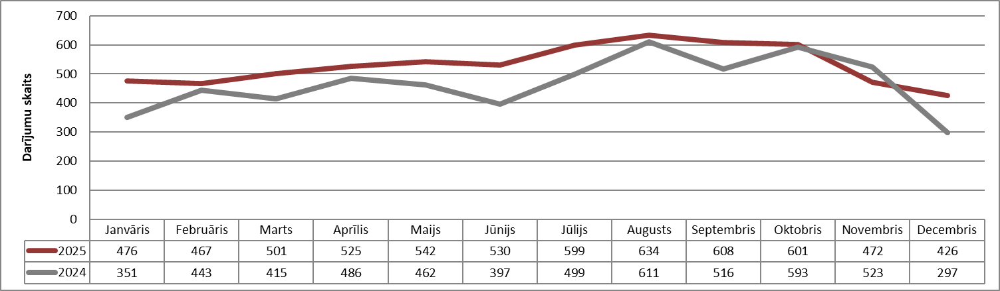 700
600
500
400
300
200
100
0
Darījumu skaits
Janvāris Februāris Marts Aprīlis Maijs Jūnijs Jūlijs Augusts Septembris Oktobris Novembris Decembris
2025 476 467 501 525 542 530 599 634 608 601 472 426
2024 351 443 415 486 462 397 499 611 516 593 523 297